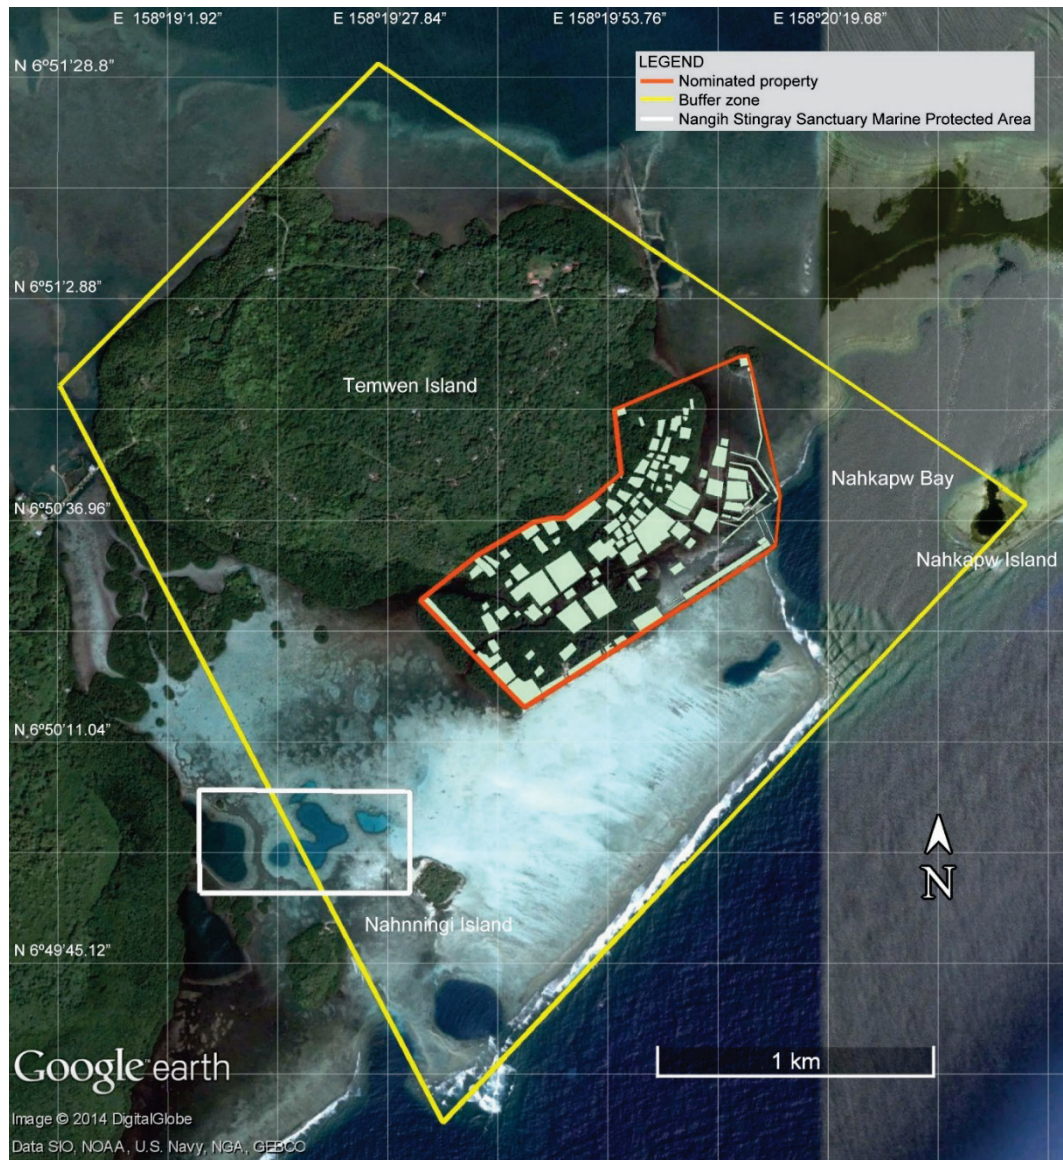 E 158º19'1.92” E 158º19'27.84” E 158º19'53.76” E 158º20'19.68”
N 6º51'28.8”
LEGEND
Nominated property
Buffer zone
Nangih Stingray Sanctuary Marine Protected Area
N 6º51'2.88”
Temwen Island
Nahkapw Bay
N 6º50'36.96”
Nahkapw Island
N 6º50'11.04”
Nahnningi Island
N 6º49'45.12”
N
Google earth
1 km
Image © 2014 DigitalGlobe
Data SIO, NOAA, U.S. Navy, NGA, GEBCO